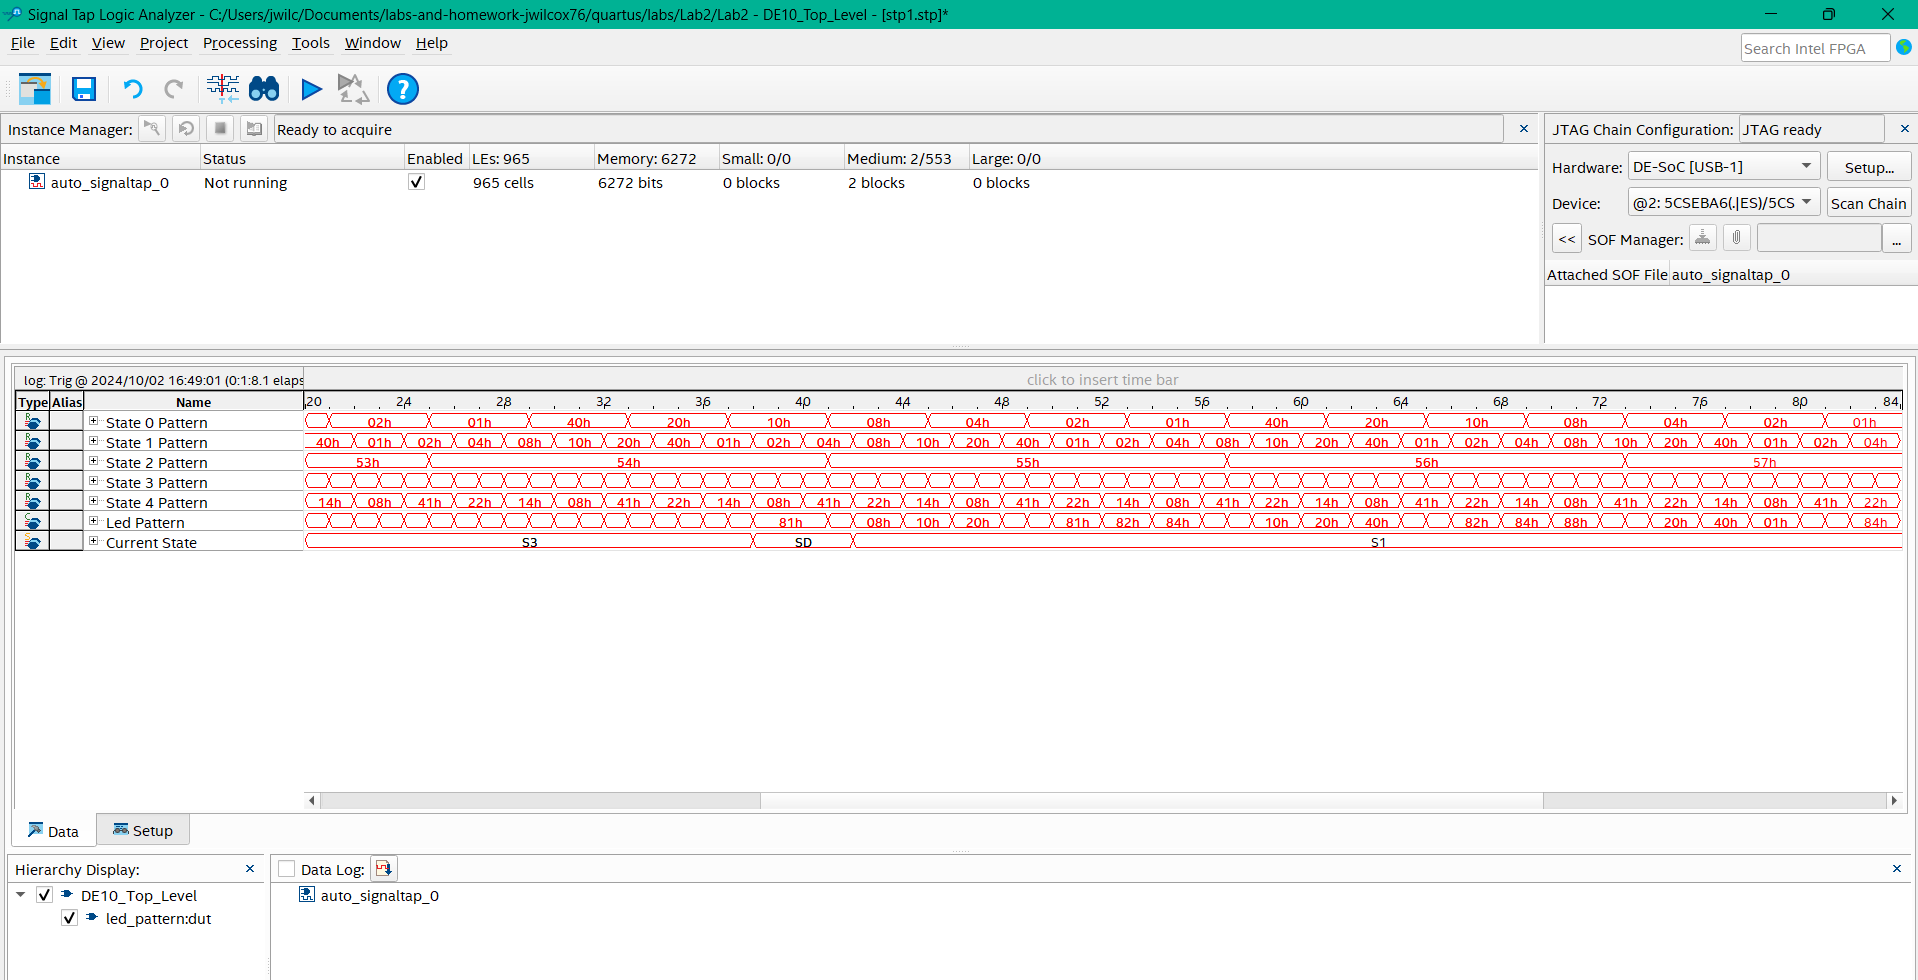 Signal Tap Logic Analyzer - C:/Users/jwilc/Documents/labs-and-homework-jwilcox76/quartus/labs/Lab2/Lab2 - DE10_Top_Level - [stp1.stp]*
File Edit View Project Processing Tools Window Help
Search Intel FPGA
Instance Manager: Ready to acquire
JTAG Chain Configuration: JTAG ready
Instance Status Enabled LEs: 965 Memory: 6272 Small: 0/0 Medium: 2/553 Large: 0/0
auto_signaltap_0 Not running 965 cells 6272 bits 0 blocks 2 blocks 0 blocks
Hardware: DE-SoC [USB-1] Setup...
Device: @2: 5CSEBA6(.|ES)/5CS Scan Chain
<< SOF Manager: ...
Attached SOF File auto_signaltap_0
log: Trig @ 2024/10/02 16:49:01 (0:1:8.1 elaps
click to insert time bar
Type Alias Name 20 24 28 32 36 40 44 48 52 56 60 64 68 72 76 80 84
State 0 Pattern 02h 01h 40h 20h 10h 08h 04h 02h 01h 40h 20h 10h 08h 04h 02h 01h
State 1 Pattern 40h 01h 02h 04h 08h 10h 20h 40h 01h 02h 04h 08h 10h 20h 40h 01h 02h 04h 08h 10h 20h 40h 01h 02h 04h 08h 10h 20h 40h 01h 02h 04h
State 2 Pattern 53h 54h 55h 56h 57h
State 3 Pattern
State 4 Pattern 14h 08h 41h 22h 14h 08h 41h 22h 14h 08h 41h 22h 14h 08h 41h 22h 14h 08h 41h 22h 14h 08h 41h 22h 14h 08h 41h 22h 14h 08h 41h 22h
Led Pattern 81h 08h 10h 20h 81h 82h 84h 10h 20h 40h 82h 84h 88h 20h 40h 01h 84h
Current State S3 SD S1
Data Setup
Hierarchy Display:
DE10_Top_Level
led_pattern:dut
Data Log:
auto_signaltap_0